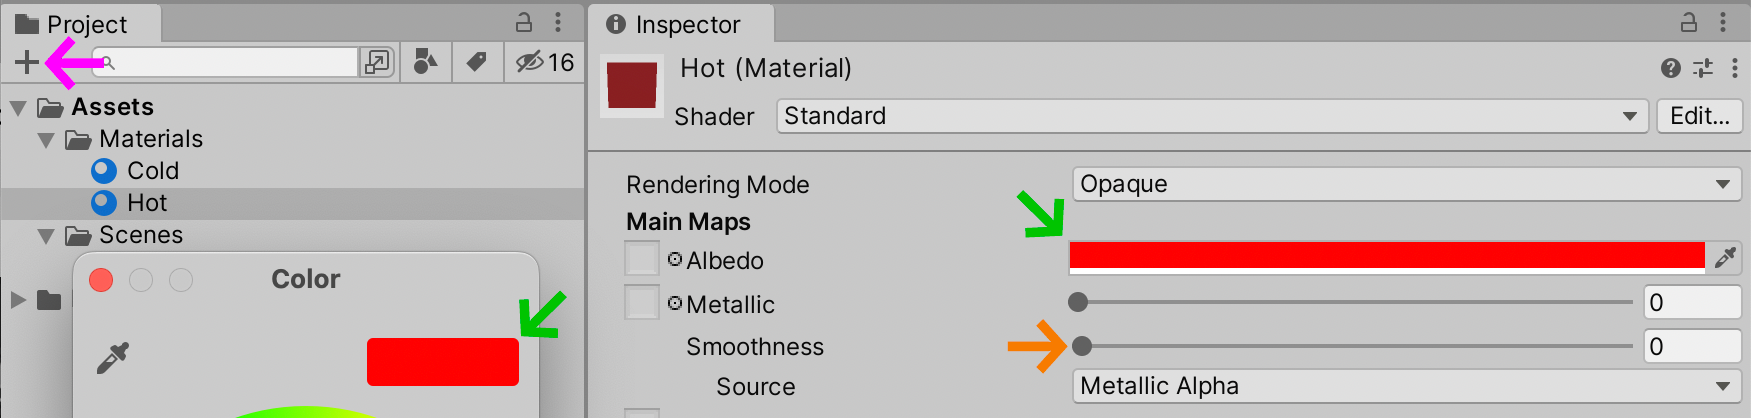 Project
16
Assets
Materials
Cold
Hot
Scenes
Color
Inspector
Hot (Material)
Shader Standard Edit...
Rendering Mode Opaque
Main Maps
Albedo
Metallic 0
Smoothness 0
Source Metallic Alpha